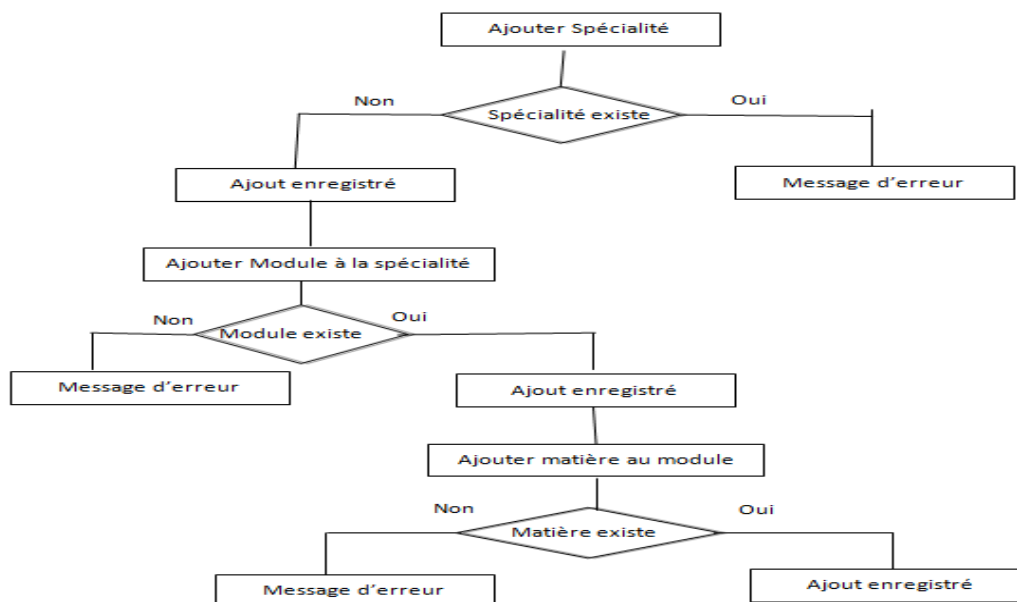 Ajouter Spécialité
Non
Oui
Spécialité existe
Ajout enregistré
Message d'erreur
Ajouter Module à la spécialité
Non
Oui
Module existe
Message d'erreur
Ajout enregistré
Ajouter matière au module
Non
Oui
Matière existe
Message d'erreur
Ajout enregistré